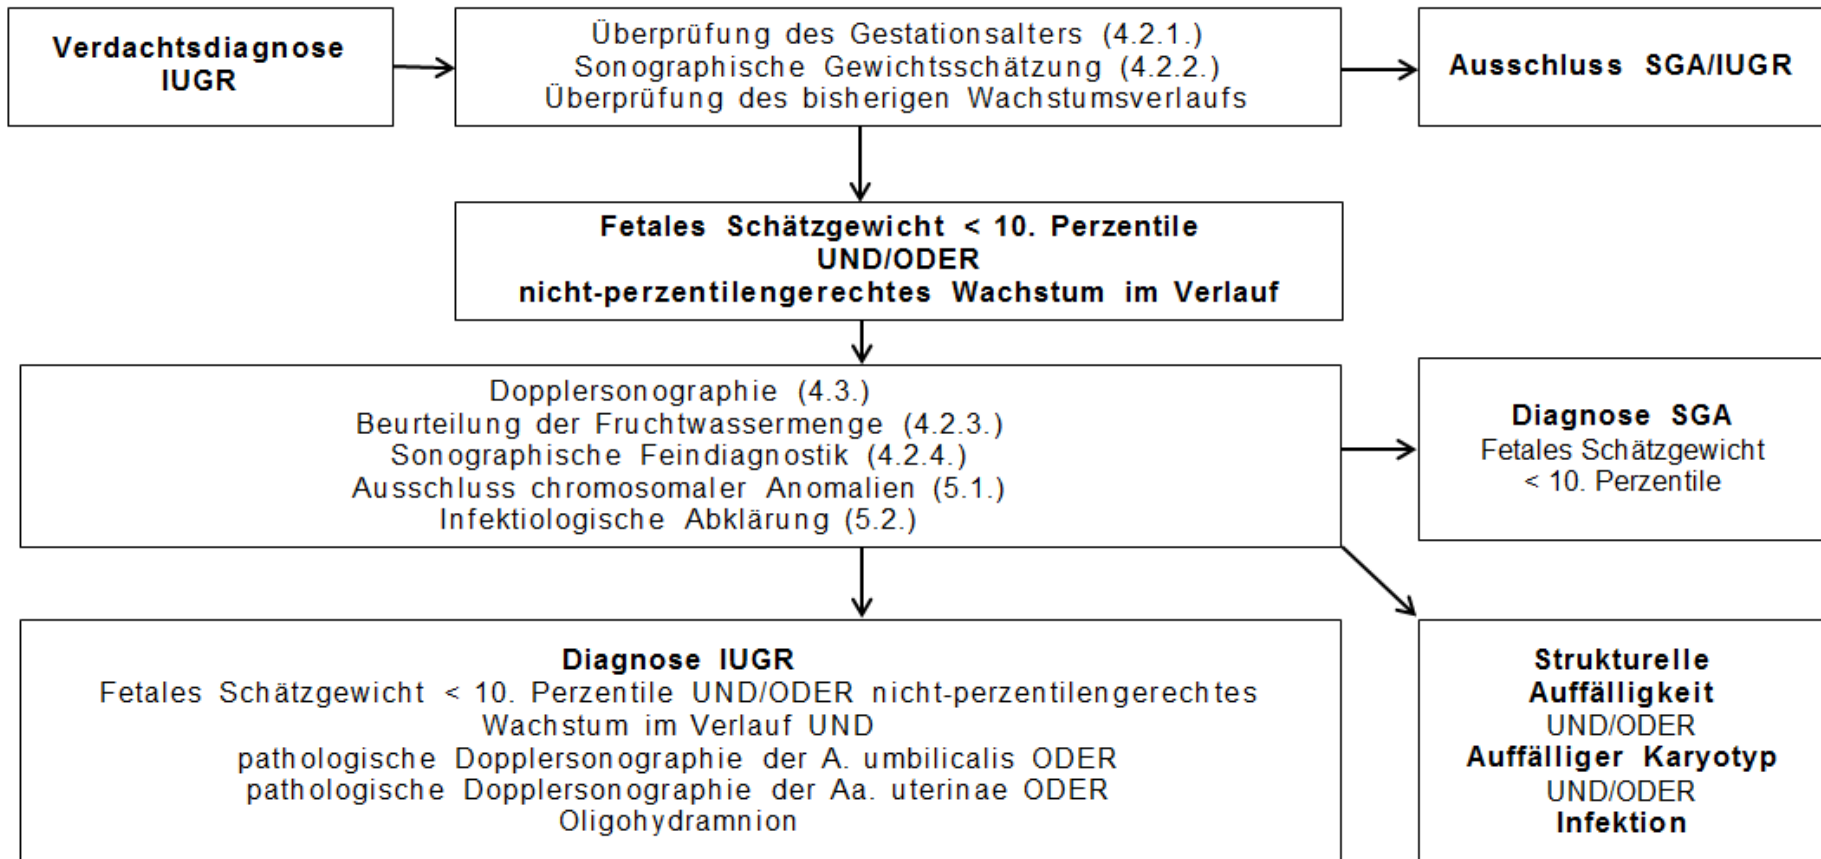 Verdachtsdiagnose
IUGR
Überprüfung des Gestationsalters (4.2.1.)
Sonographische Gewichtsschätzung (4.2.2.)
Überprüfung des bisherigen Wachstumsverlaufs
Ausschluss SGA/IUGR
Fetales Schätzgewicht < 10. Perzentile
UND/ODER
nicht-perzentilengerechtes Wachstum im Verlauf
Dopplersonographie (4.3.)
Beurteilung der Fruchtwassermenge (4.2.3.)
Sonographische Feindiagnostik (4.2.4.)
Ausschluss chromosomaler Anomalien (5.1.)
Infektiologische Abklärung (5.2.)
Diagnose SGA
Fetales Schätzgewicht
< 10. Perzentile
Diagnose IUGR
Fetales Schätzgewicht < 10. Perzentile UND/ODER nicht-perzentilengerechtes
Wachstum im Verlauf UND
pathologische Dopplersonographie der A. umbilicalis ODER
pathologische Dopplersonographie der Aa. uterinae ODER
Oligohydramnion
Strukturelle
Auffälligkeit
UND/ODER
Auffälliger Karyotyp
UND/ODER
Infektion